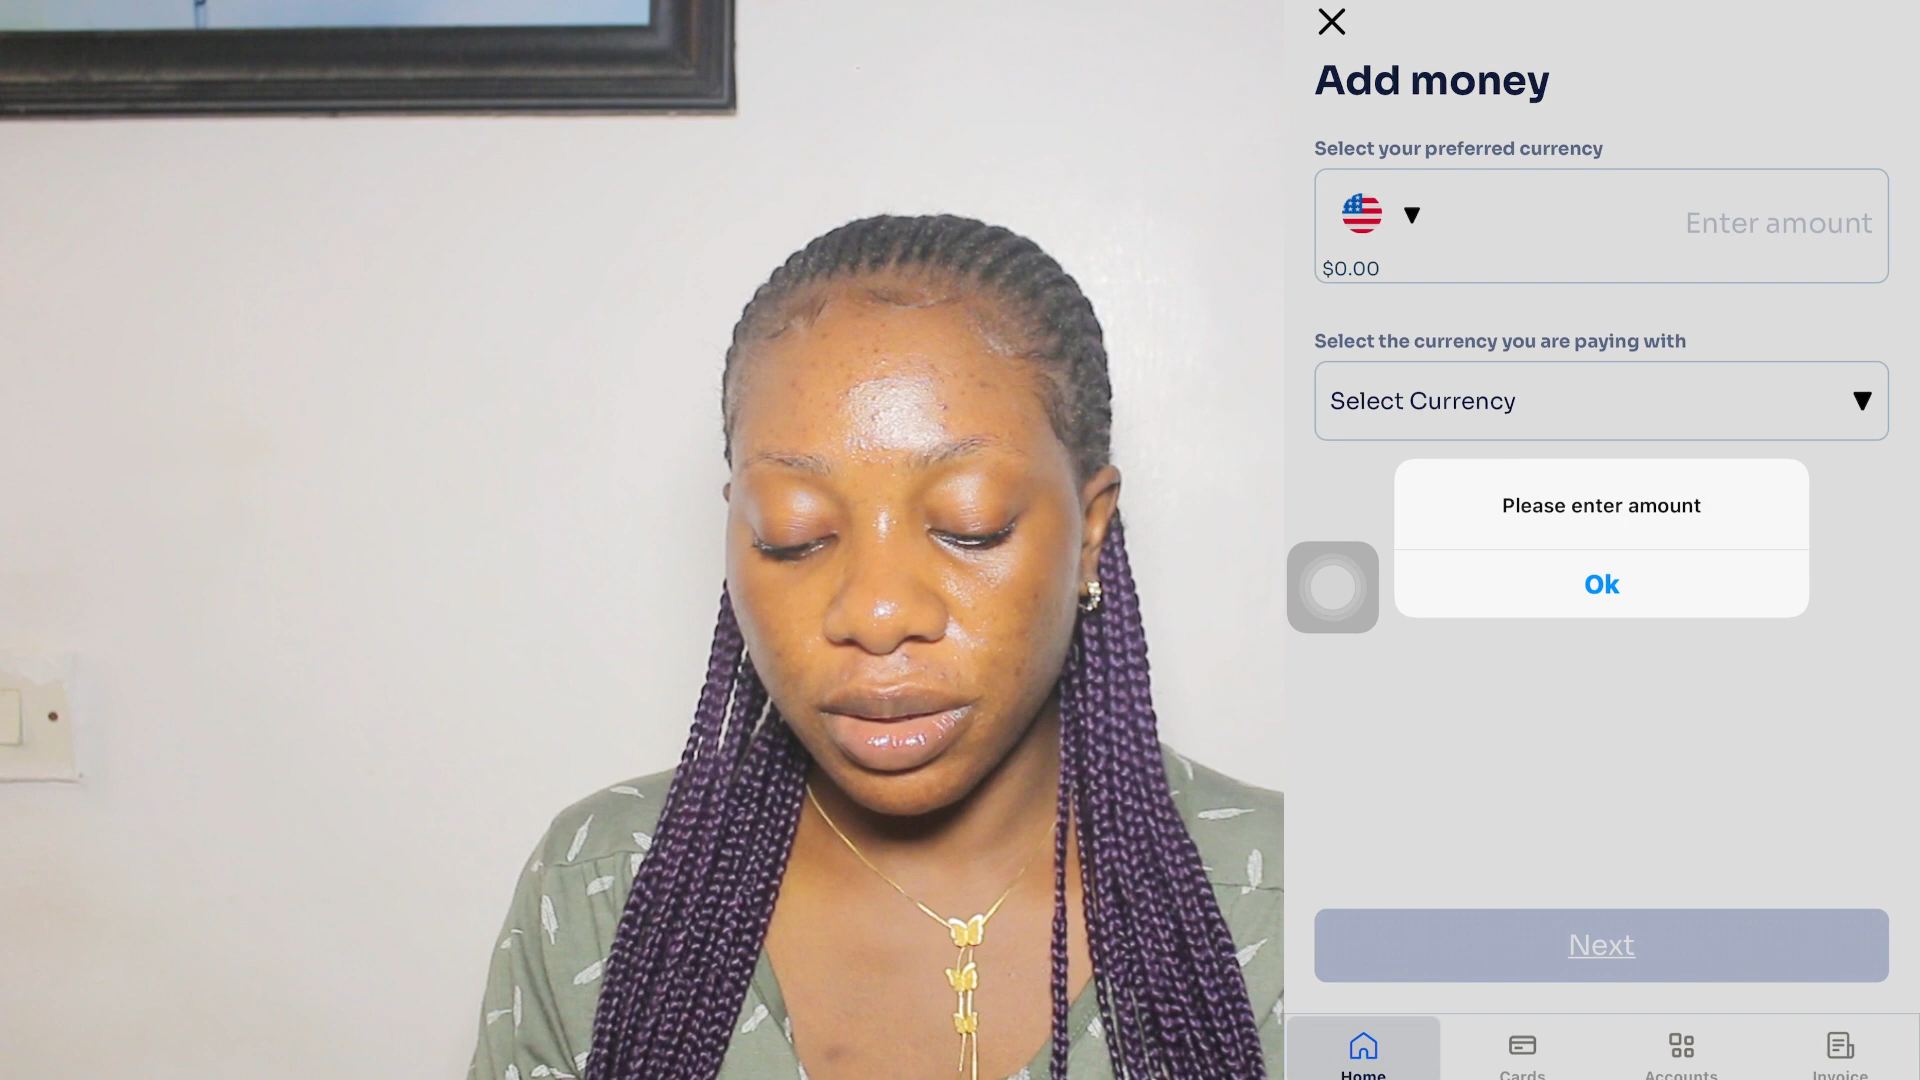 Add money
Select your preferred currency
Enter amount
$0.00
Select the currency you are paying with
Select Currency
Please enter amount
Ok
Next
Home
Cards
Accounts
Invoice